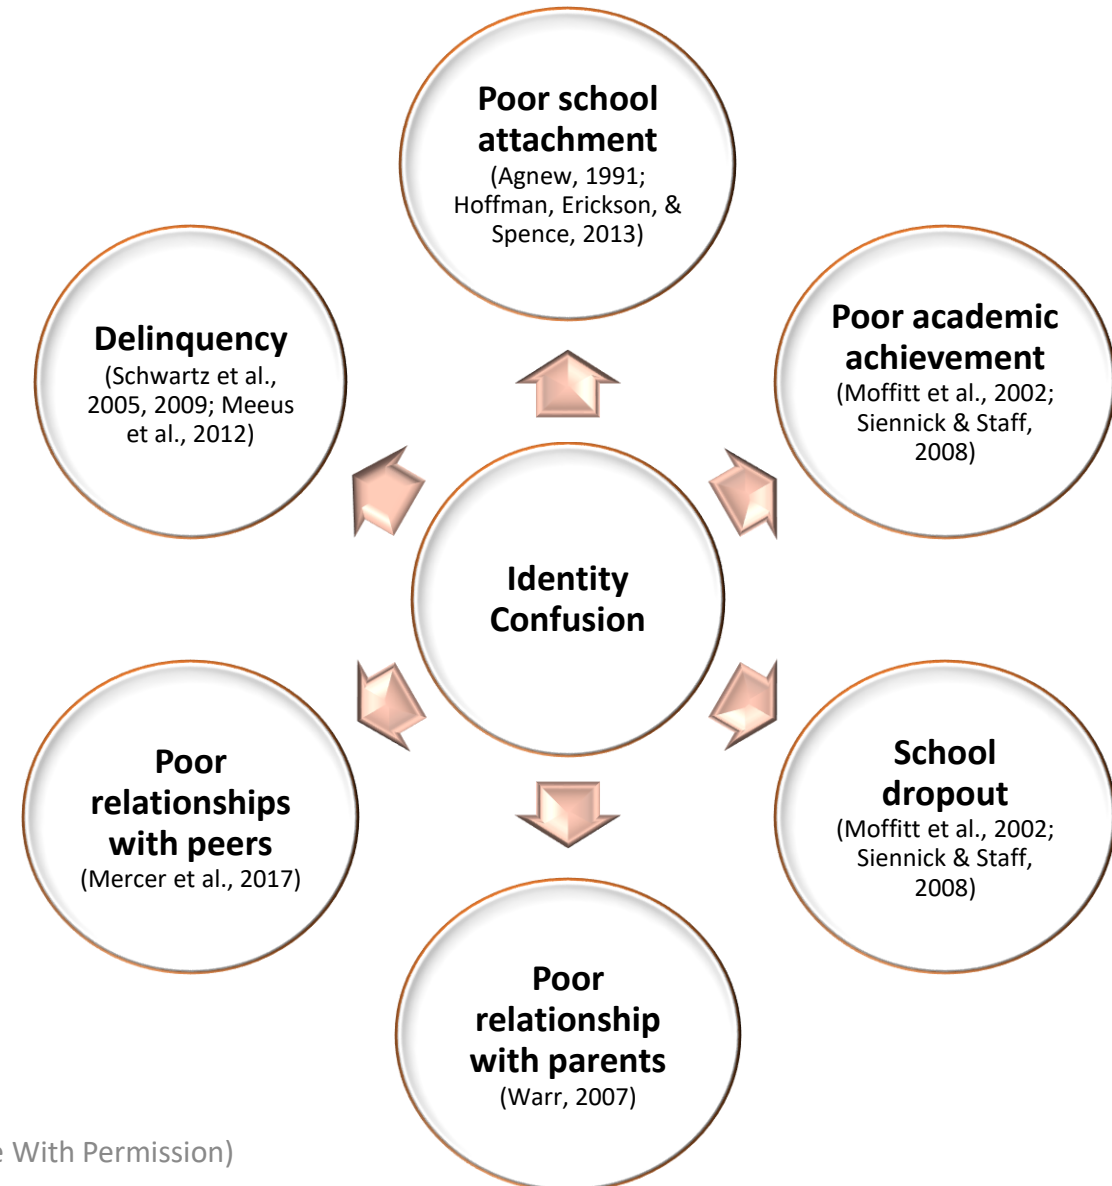 Poor school
attachment
(Agnew, 1991;
Hoffman, Erickson, &
Spence, 2013)
Poor academic
achievement
(Moffitt et al., 2002;
Siennick & Staff,
2008)
School
dropout
(Moffitt et al., 2002;
Siennick & Staff,
2008)
Poor
relationship
with parents
(Warr, 2007)
Poor
relationships
with peers
(Mercer et al., 2017)
Delinquency
(Schwartz et al.,
2005, 2009; Meeus
et al., 2012)
Identity
Confusion
With Permission)